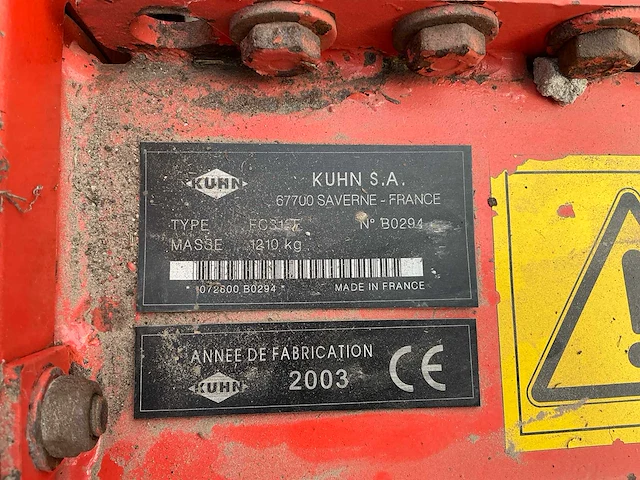 KUHN
KUHN S.A.
67700 SAVERNE - FRANCE
TYPE N° B0294
MASSE 1210 kg
* 1072600 B0294 * MADE IN FRANCE
ANNEE DE FABRICATION
KUHN 2003 CE
!